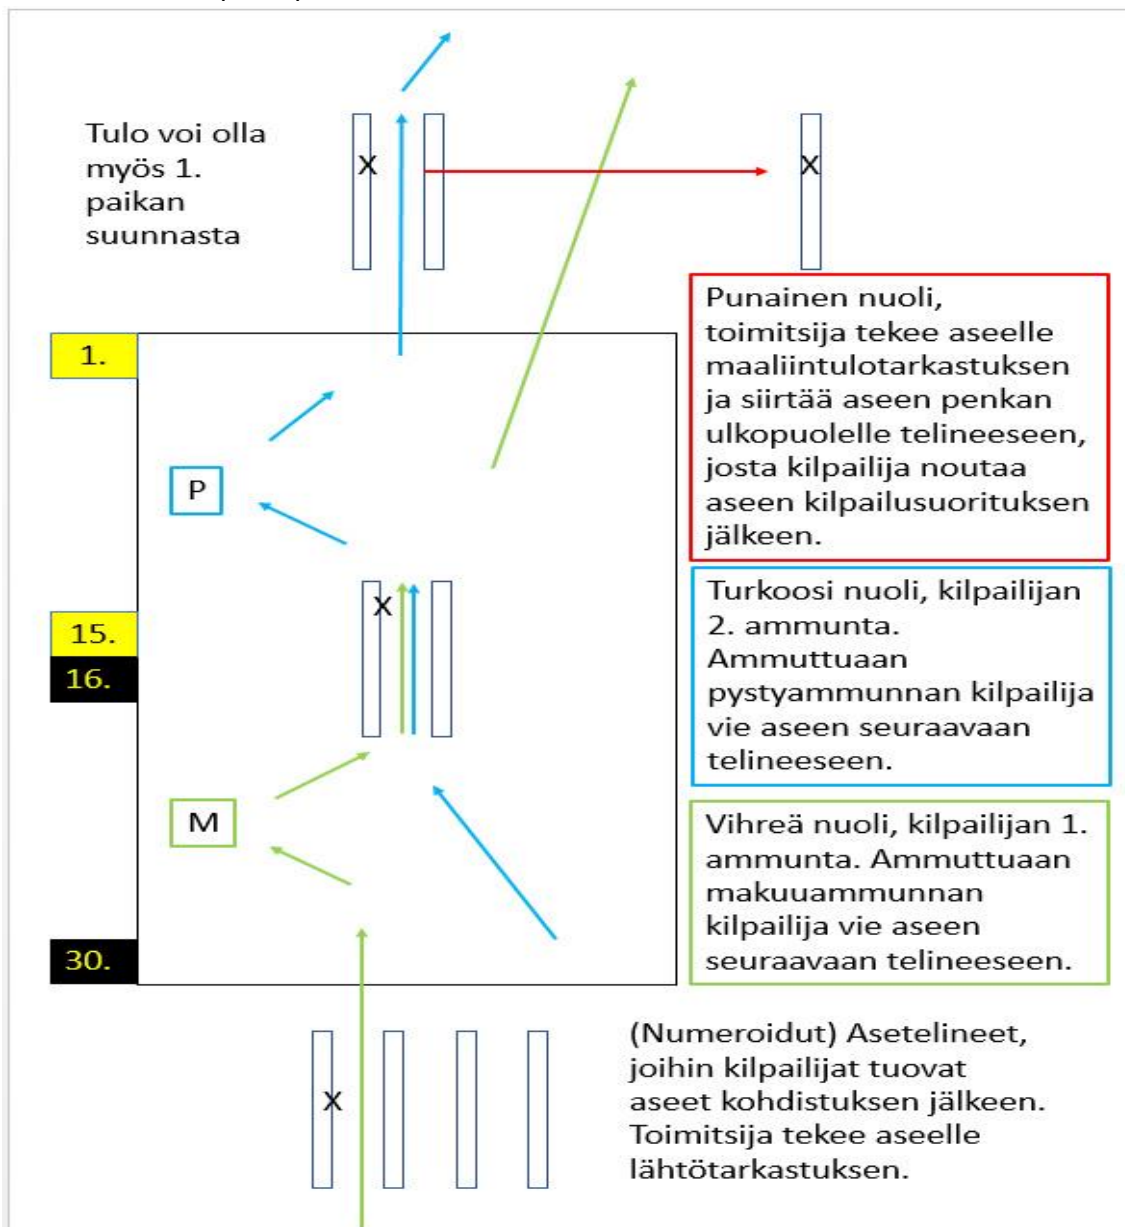 Tulo voi olla
myös 1.
paikan
suunnasta
X
X
1.
Punainen nuoli,
toimitsija tekee aseelle
maaliintulotarkastuksen
ja siirtää aseen penkan
ulkopuolelle telineeseen,
josta kilpailija noutaa
aseen kilpailusuorituksen
jälkeen.
P
X
15.
16.
Turkoosi nuoli, kilpailijan
2. ammunta.
Ammuttuaan
pystyammunnan kilpailija
vie aseen seuraavaan
telineeseen.
M
Vihreä nuoli, kilpailijan 1.
ammunta. Ammuttuaan
makuuammunnan
kilpailija vie aseen
seuraavaan telineeseen.
30.
X
(Numeroidut) Asetelineet,
joihin kilpailijat tuovat
aseet kohdistuksen jälkeen.
Toimitsija tekee aseelle
lähtötarkastuksen.